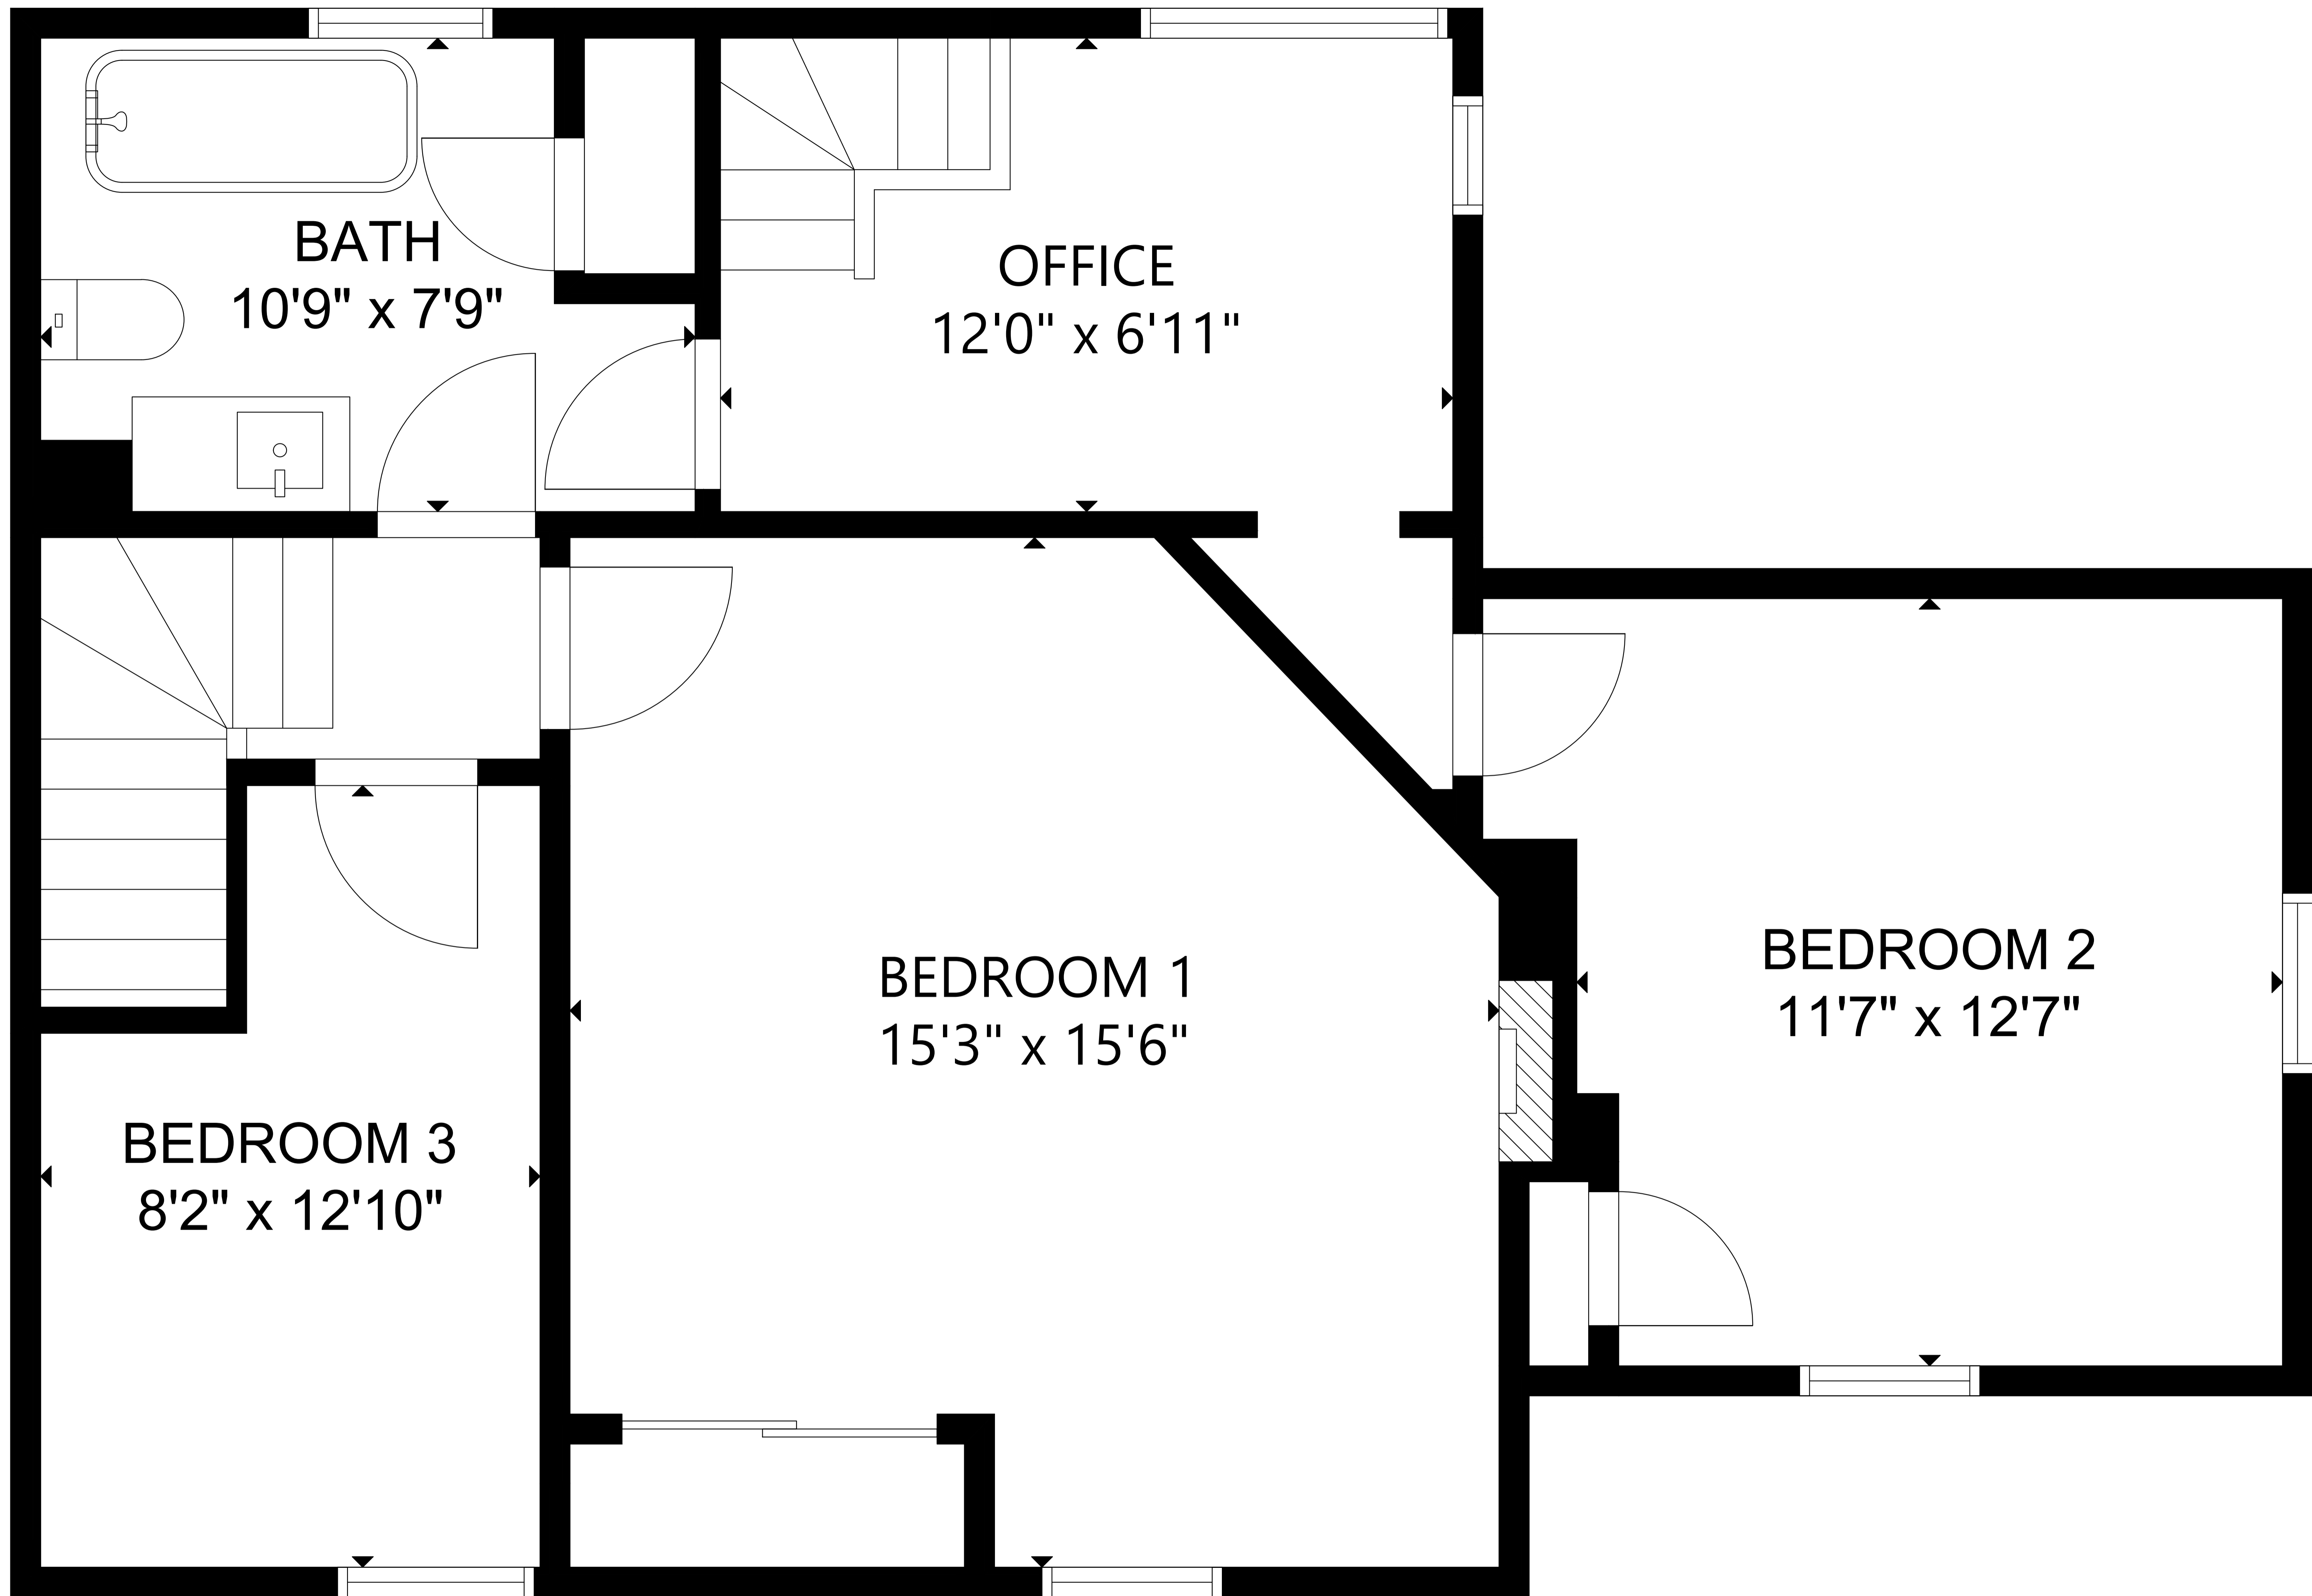 BATH
10'9" x 7'9"
OFFICE
12'0" x 6'11"
BEDROOM 1
15'3" x 15'6"
BEDROOM 2
11'7" x 12'7"
BEDROOM 3
8'2" x 12'10"